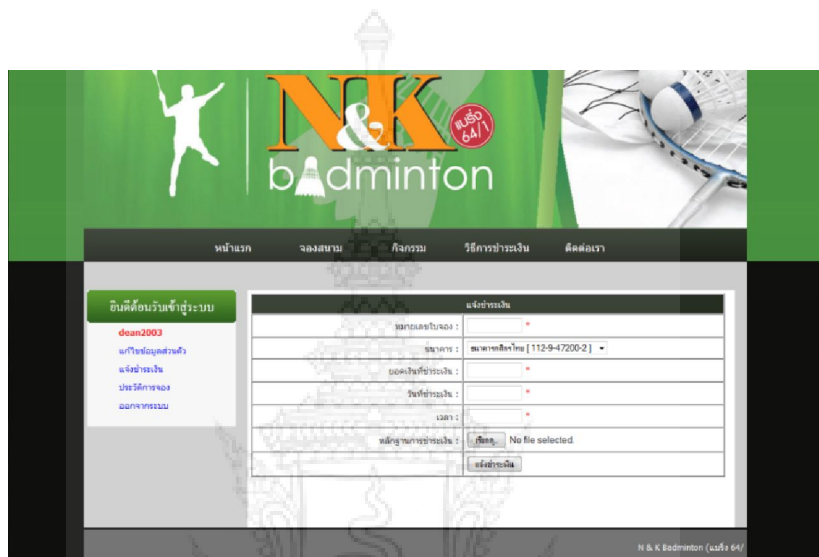 N&K
แบริ่ง
64/1
badminton
หน้าแรก จองสนาม กิจกรรม วิธีการชำระเงิน ติดต่อเรา
ยินดีต้อนรับเข้าสู่ระบบ
dean2003
แก้ไขข้อมูลส่วนตัว
แจ้งชำระเงิน
ประวัติการจอง
ออกจากระบบ
แจ้งชำระเงิน
หมายเลขใบจอง : *
ธนาคาร : ธนาคารกสิกรไทย [ 112-9-47200-2 ]
ยอดเงินที่ชำระเงิน : *
วันที่ชำระเงิน : *
เวลา : *
หลักฐานการชำระเงิน : เรียกดู... No file selected.
แจ้งชำระเงิน
N & K Badminton (แบริ่ง 64/